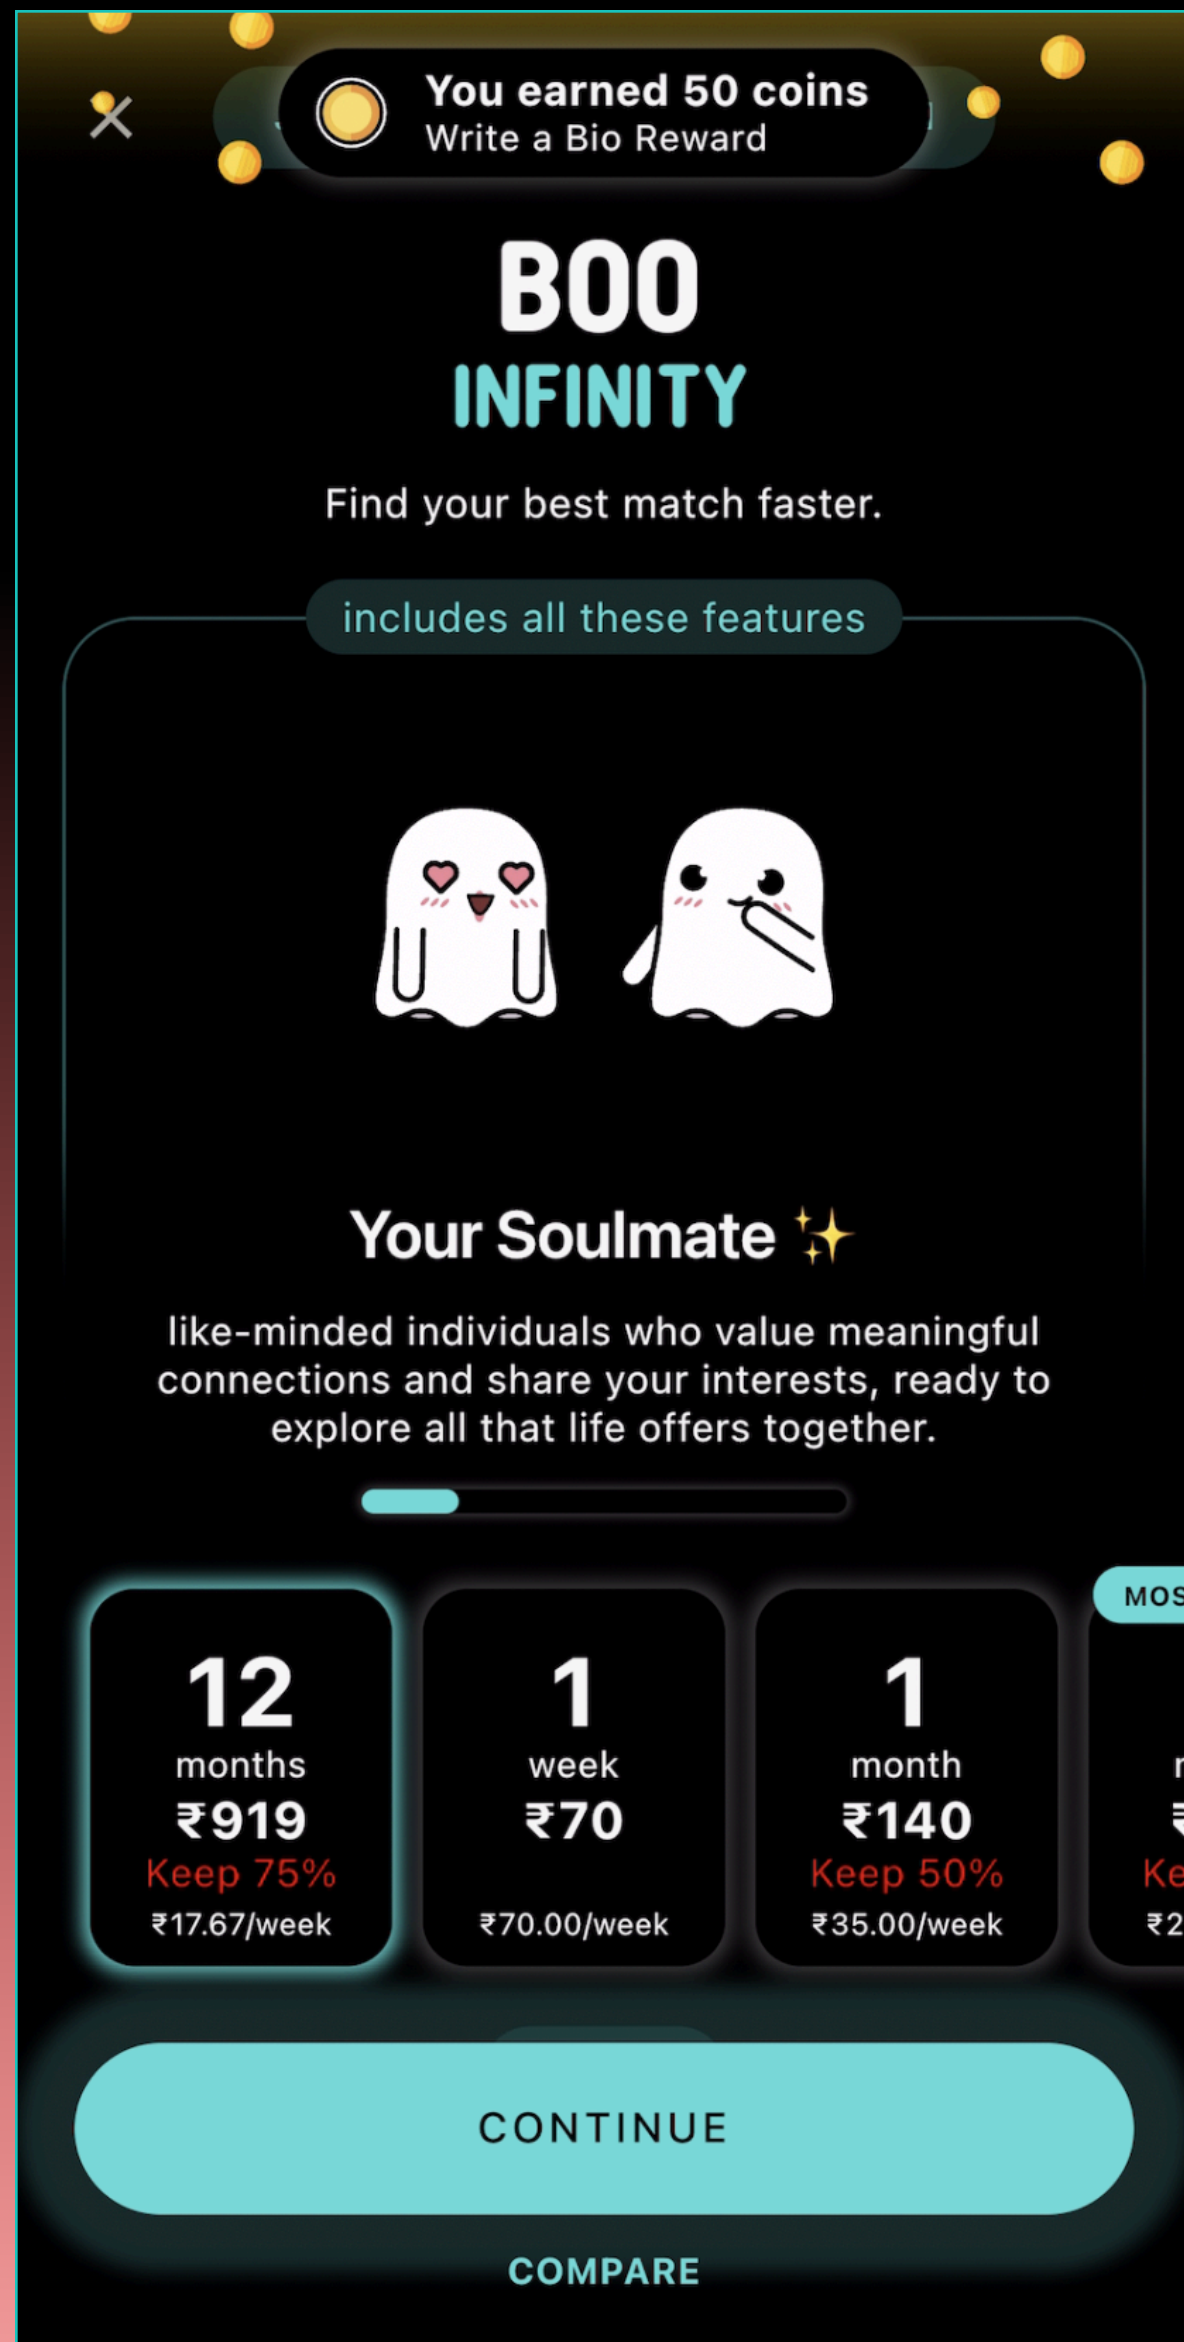 You earned 50 coins
Write a Bio Reward
BOO
INFINITY
Find your best match faster.
includes all these features
Your Soulmate ✨
like-minded individuals who value meaningful
connections and share your interests, ready to
explore all that life offers together.
12
months
₹919
Keep 75%
₹17.67/week
1
week
₹70
₹70.00/week
1
month
₹140
Keep 50%
₹35.00/week
CONTINUE
COMPARE